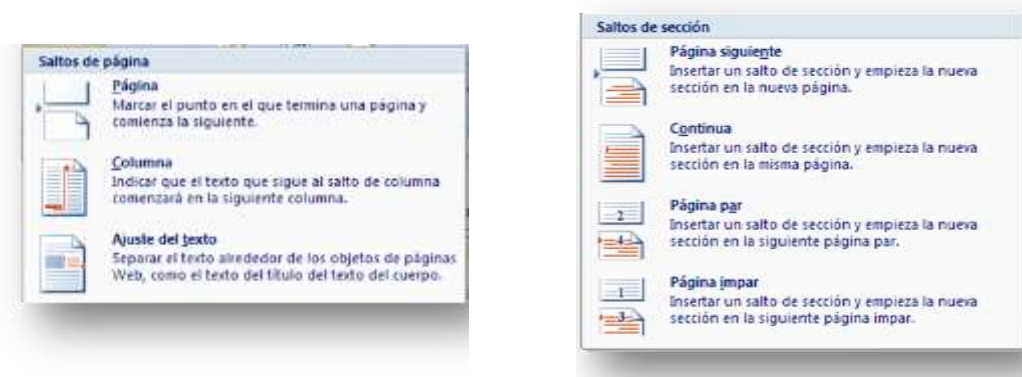 Saltos de página
Página
Marcar el punto en el que termina una página y
comienza la siguiente.
Columna
Indicar que el texto que sigue al salto de columna
comenzará en la siguiente columna.
Ajuste del texto
Separar el texto alrededor de los objetos de páginas
Web, como el texto del título del texto del cuerpo.
Saltos de sección
Página siguiente
Insertar un salto de sección y empieza la nueva
sección en la nueva página.
Continua
Insertar un salto de sección y empieza la nueva
sección en la misma página.
2
Página par
Insertar un salto de sección y empieza la nueva
4
sección en la siguiente página par.
1
Página impar
Insertar un salto de sección y empieza la nueva
3
sección en la siguiente página impar.